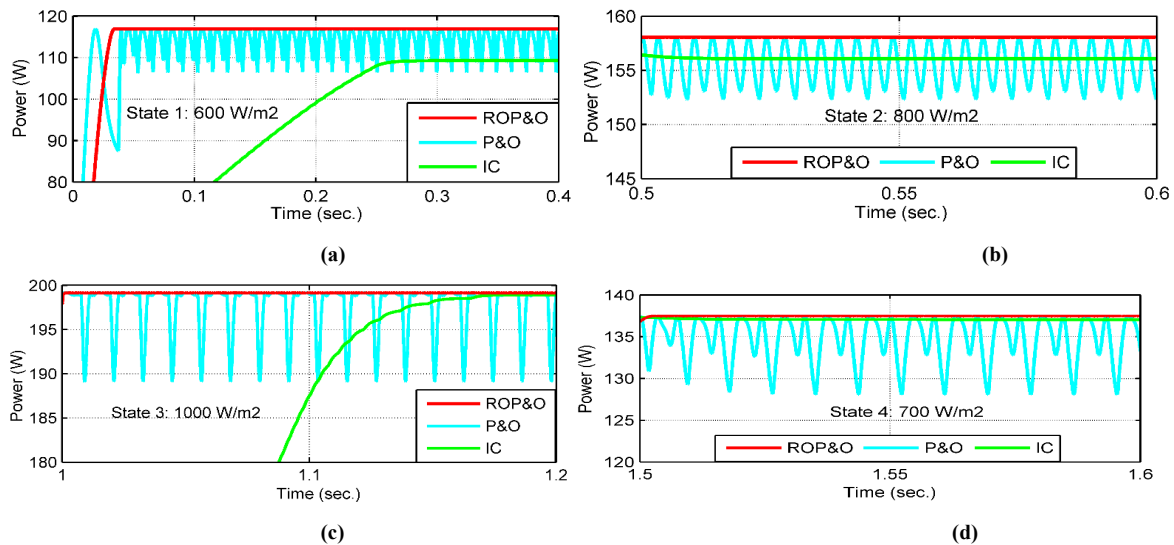 120
110
100
90
80
Power (W)
State 1: 600 W/m2
ROP&O
P&O
IC
0
0.1
0.2
0.3
0.4
Time (sec.)
(a)
160
155
150
145
Power (W)
State 2: 800 W/m2
ROP&O P&O IC
0.5
0.55
0.6
Time (sec.)
(b)
200
195
190
185
180
Power (W)
State 3: 1000 W/m2
ROP&O
P&O
IC
1
1.1
1.2
Time (sec.)
(c)
140
135
130
125
120
Power (W)
State 4: 700 W/m2
ROP&O P&O IC
1.5
1.55
1.6
Time (sec.)
(d)